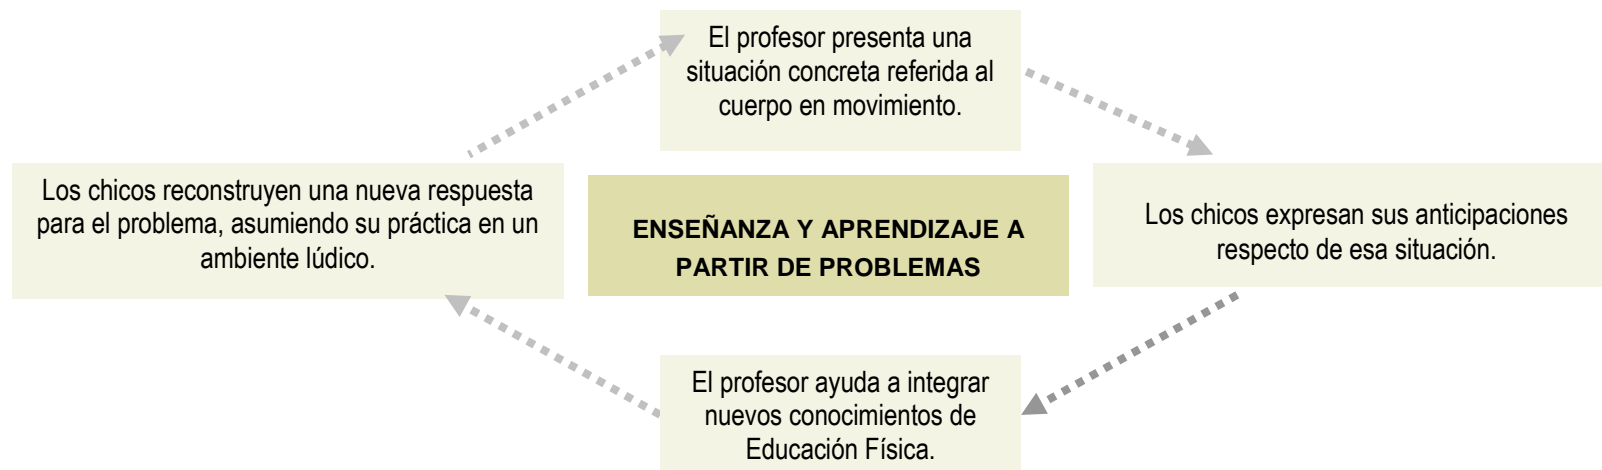 El profesor presenta una
situación concreta referida al
cuerpo en movimiento.
Los chicos reconstruyen una nueva respuesta
para el problema, asumiendo su práctica en un
ambiente lúdico.
ENSEÑANZA Y APRENDIZAJE A
PARTIR DE PROBLEMAS
Los chicos expresan sus anticipaciones
respecto de esa situación.
El profesor ayuda a integrar
nuevos conocimientos de
Educación Física.